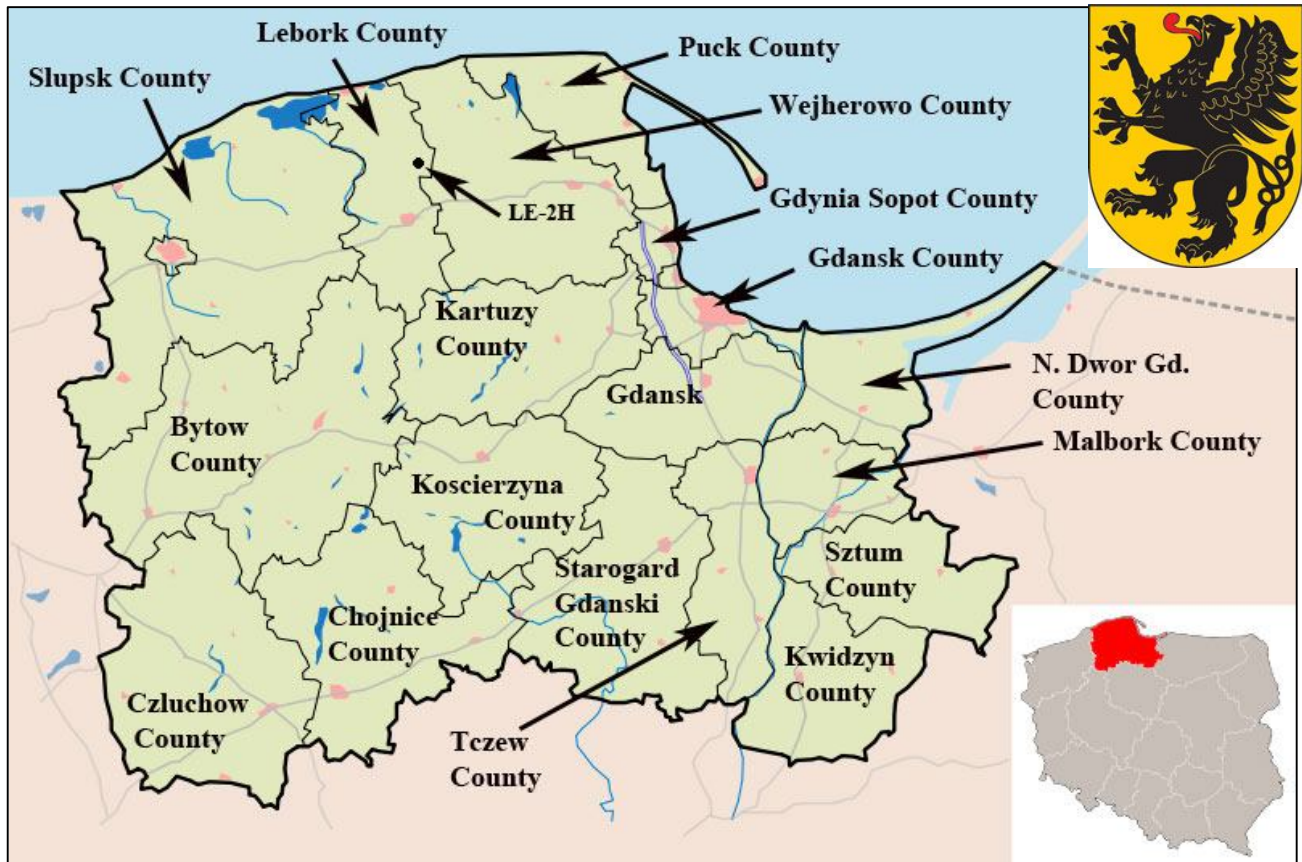 Lebork County
Puck County
Slupsk County
Wejherowo County
LE-2H
Gdynia Sopot County
Gdansk County
Kartuzy
County
N. Dwor Gd.
County
Gdansk
Bytow
County
Malbork County
Koscierzyna
County
Starogard
Gdanski
County
Sztum
County
Chojnice
County
Kwidzyn
County
Czluchow
County
Tczew
County